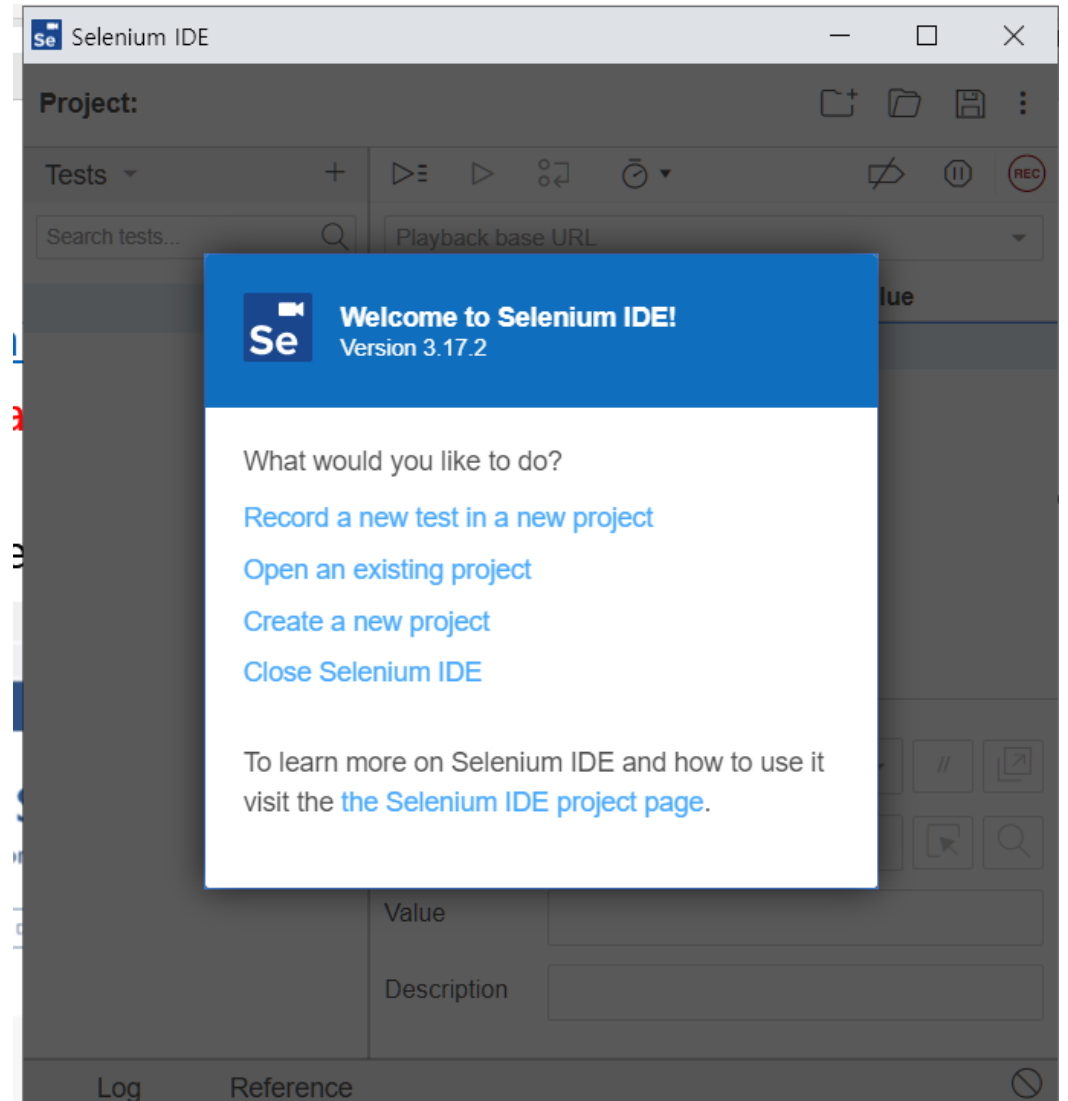 Se Selenium IDE
Project:
Tests
Search tests...
Playback base URL
REC
lue
Se
Welcome to Selenium IDE!
Version 3.17.2
What would you like to do?
Record a new test in a new project
Open an existing project
Create a new project
Close Selenium IDE
To learn more on Selenium IDE and how to use it
visit the the Selenium IDE project page.
//
Value
Description
Log Reference